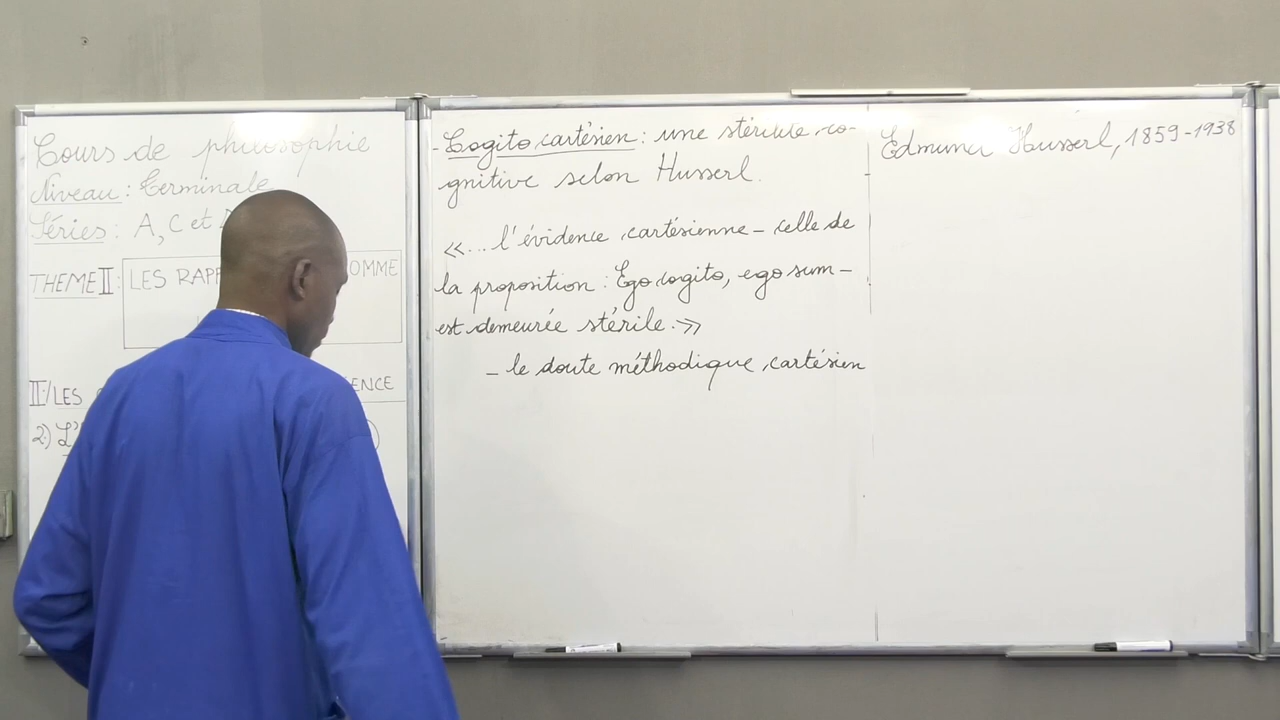 Cours de philosophie
Niveau : Terminale
Séries : A, C et
THEME II : LES OMME
II°/ LES ENCE
2°)
- Cogito cartésien : une stérilité co-
gnitive selon Husserl.
<<... l'évidence cartésienne - celle de
la proposition : Ego cogito, ego sum -
est demeurée stérile. >>
- le doute méthodique cartésien
Edmund Husserl, 1859-1938